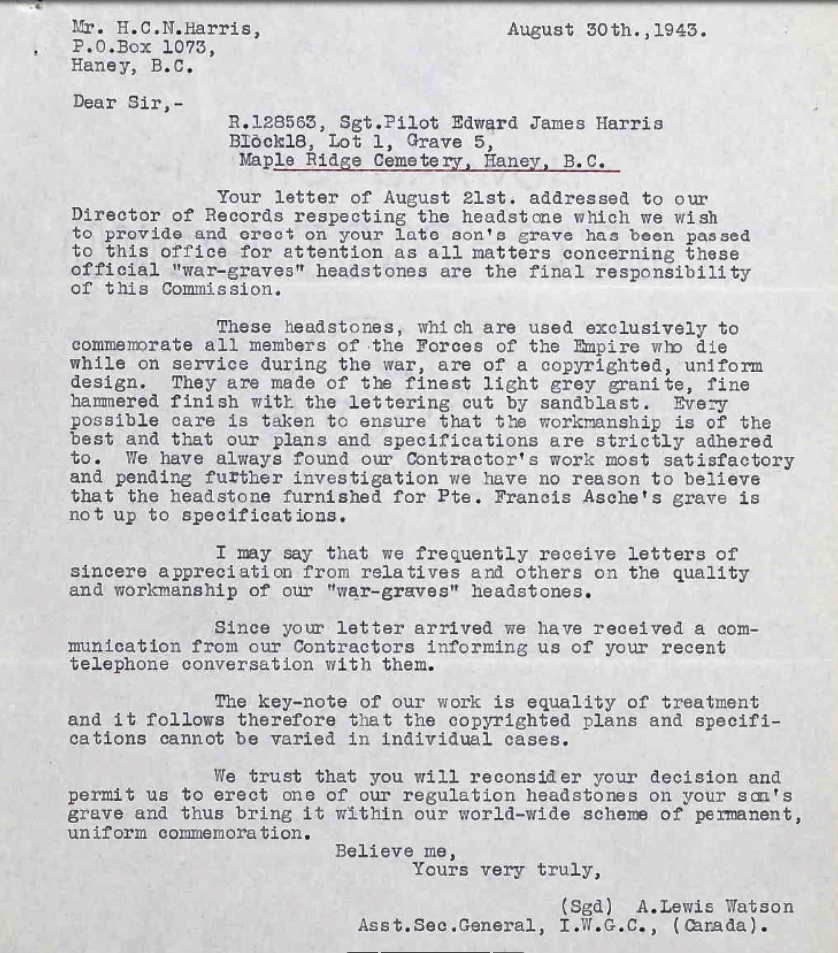 Mr. H.C.N.Harris,
August 30th.,1943.
P.O.Box 1073,
Haney, B.C.
Dear Sir,-
R.128563, Sgt.Pilot Edward James Harris
Block18, Lot 1, Grave 5,
Maple Ridge Cemetery, Haney, B.C.
Your letter of August 21st. addressed to our
Director of Records respecting the headstone which we wish
to provide and erect on your late son's grave has been passed
to this office for attention as all matters concerning these
official "war-graves" headstones are the final responsibility
of this Commission.
These headstones, which are used exclusively to
commemorate all members of the Forces of the Empire who die
while on service during the war, are of a copyrighted, uniform
design. They are made of the finest light grey granite, fine
hammered finish with the lettering cut by sandblast. Every
possible care is taken to ensure that the workmanship is of the
best and that our plans and specifications are strictly adhered
to. We have always found our Contractor's work most satisfactory
and pending further investigation we have no reason to believe
that the headstone furnished for Pte. Francis Asche's grave is
not up to specifications.
I may say that we frequently receive letters of
sincere appreciation from relatives and others on the quality
and workmanship of our "war-graves" headstones.
Since your letter arrived we have received a com-
munication from our Contractors informing us of your recent
telephone conversation with them.
The key-note of our work is equality of treatment
and it follows therefore that the copyrighted plans and specifi-
cations cannot be varied in individual cases.
We trust that you will reconsider your decision and
permit us to erect one of our regulation headstones on your son's
grave and thus bring it within our world-wide scheme of permanent,
uniform commemoration.
Believe me,
Yours very truly,
(Sgd) A.Lewis Watson
Asst.Sec.General, I.W.G.C., (Canada).